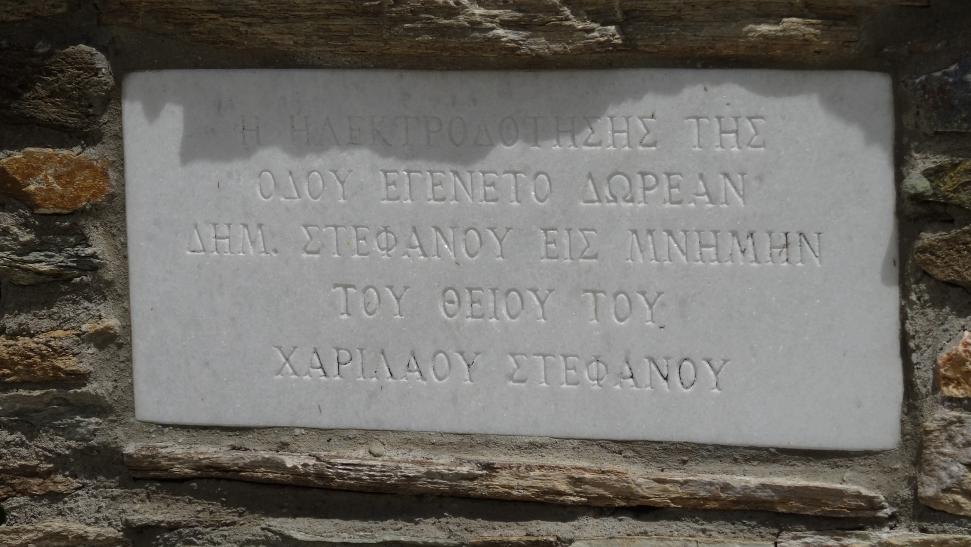 Η ΗΛΕΚΤΡΟΔΟΤΗΣΗΣ ΤΗΣ
ΟΔΟΥ ΕΓΕΝΕΤΟ ΔΩΡΕΑΝ
ΔΗΜ. ΣΤΕΦΑΝΟΥ ΕΙΣ ΜΝΗΜΗΝ
ΤΟΥ ΘΕΙΟΥ ΤΟΥ
ΧΑΡΙΛΑΟΥ ΣΤΕΦΑΝΟΥ